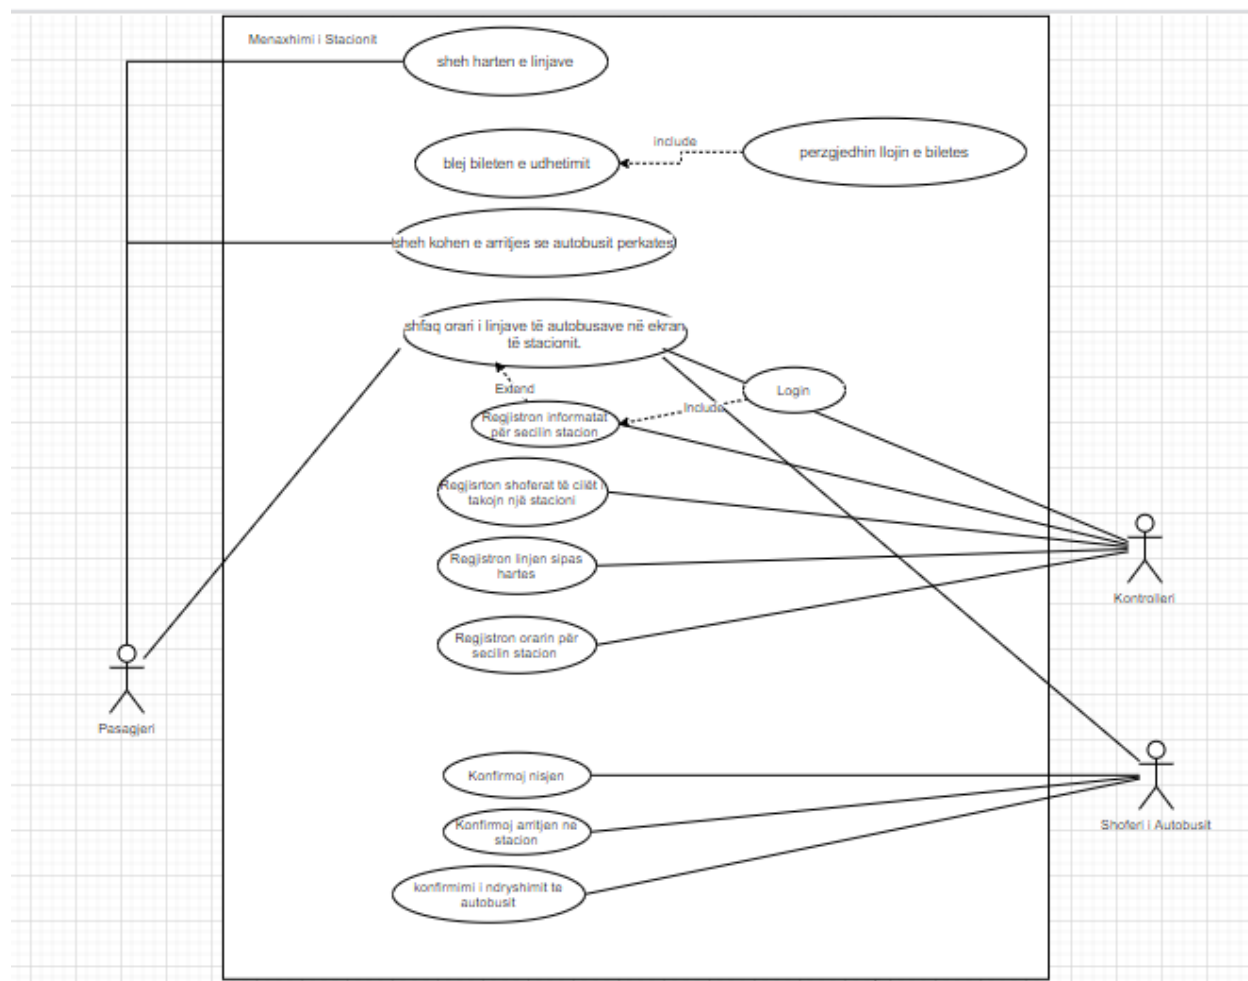 Menaxhimi i Stacionit
sheh harten e linjave
include
perzgjedhin llojin e biletes
blej bileten e udhetimit
sheh kohen e arritjes se autobusit perkates
shfaq orari i linjave të autobusave në ekran
të stacionit.
Extend
Login
Include
Regjistron informatat
për secilin stacion
Regjisrton shoferat të cilët i
takojn një stacioni
Regjistron linjen sipas
hartes
Kontrolleri
Regjistron orarin për
secilin stacion
Pasagjeri
Konfirmoj nisjen
Konfirmoj arritjen ne
stacion
Shoferi i Autobusit
konfirmimi i ndryshimit te
autobusit